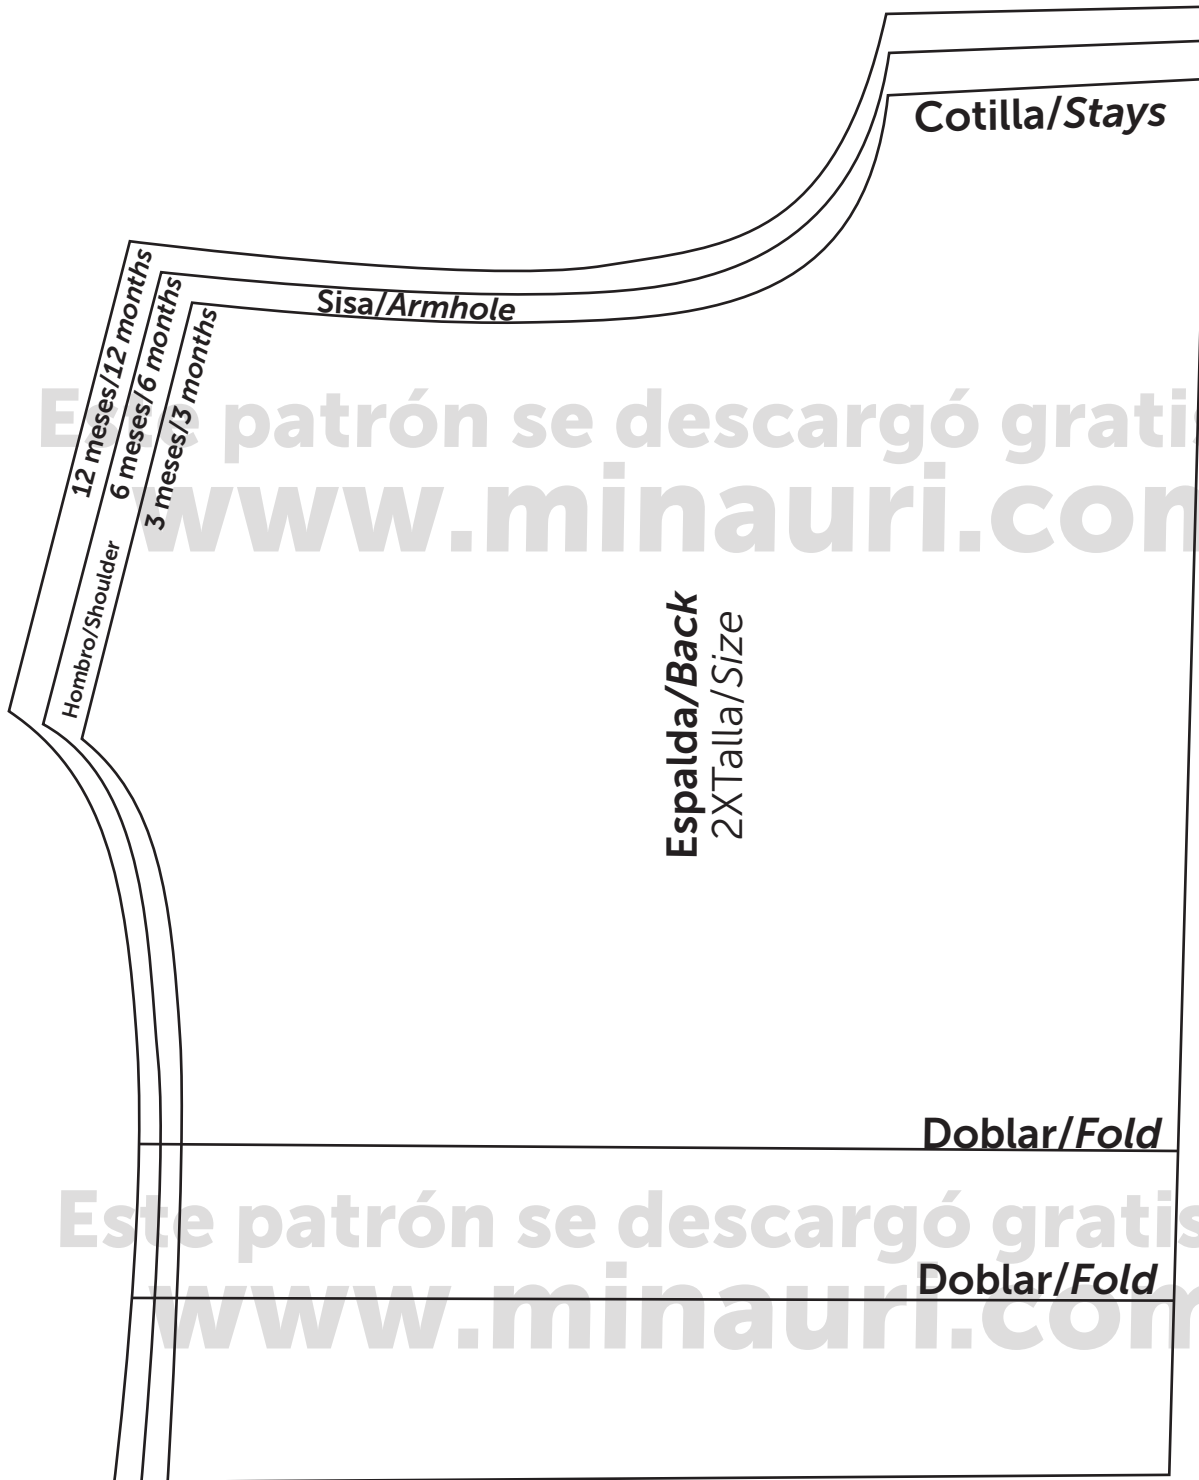 Cotilla/Stays
12 meses/12 months
6 meses/6 months
3 meses/3 months
Sisa/Armhole
Este patrón se descargó gratis
www.minauri.com
Hombro/Shoulder
Espalda/Back
2XTalla/Size
Doblar/Fold
Este patrón se descargó gratis
Doblar/Fold
www.minauri.com